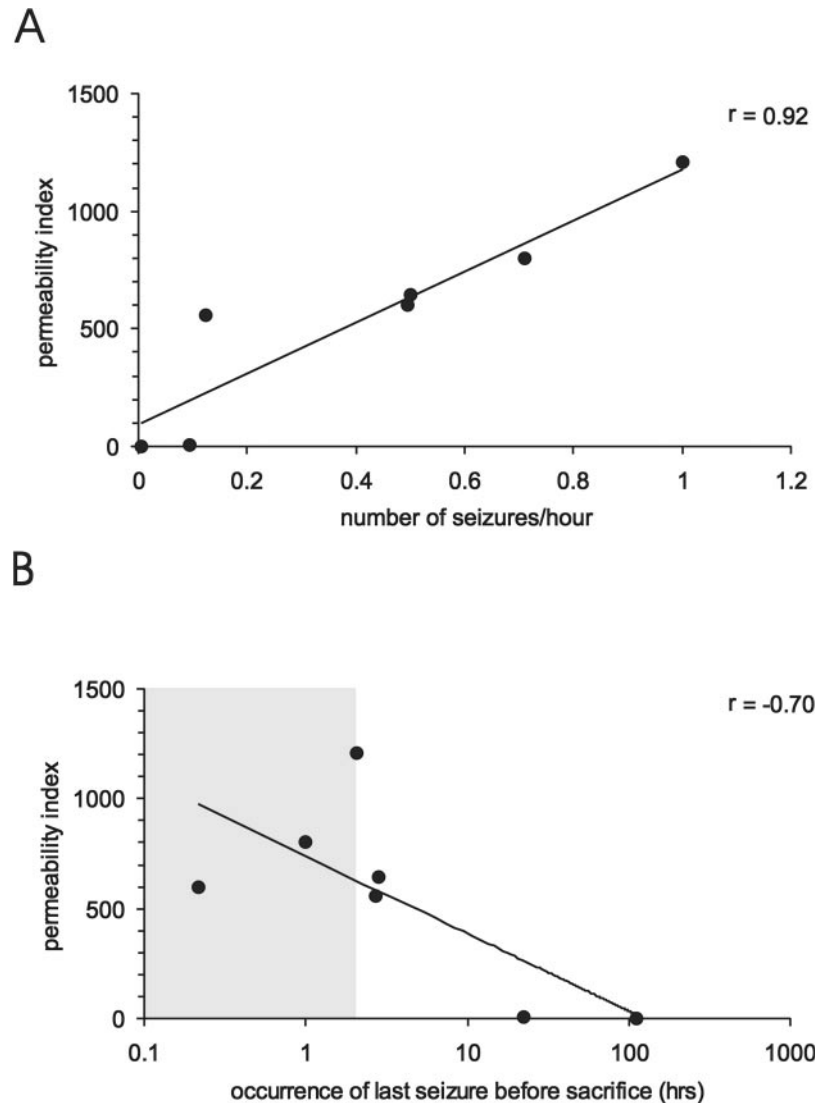 A
1500
r = 0.92
1000
permeability index
500
0
0 0.2 0.4 0.6 0.8 1 1.2
number of seizures/hour
B
1500
r = -0.70
1000
permeability index
500
0
0.1 1 10 100 1000
occurrence of last seizure before sacrifice (hrs)